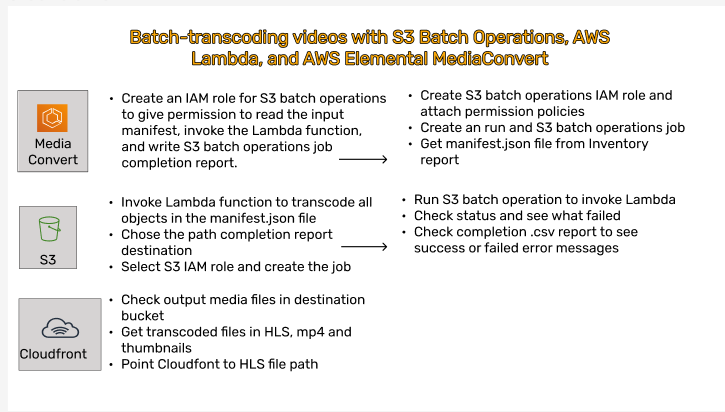 Batch-transcoding videos with S3 Batch Operations, AWS
Lambda, and AWS Elemental MediaConvert
Media
Convert
• Create an IAM role for S3 batch operations
to give permission to read the input
manifest, invoke the Lambda function,
and write S3 batch operations job
completion report.
• Create S3 batch operations IAM role and
attach permission policies
• Create an run and S3 batch operations job
• Get manifest.json file from Inventory
report
S3
• Invoke Lambda function to transcode all
objects in the manifest.json file
• Chose the path completion report
destination
• Select S3 IAM role and create the job
• Run S3 batch operation to invoke Lambda
• Check status and see what failed
• Check completion .csv report to see
success or failed error messages
Cloudfront
• Check output media files in destination
bucket
• Get transcoded files in HLS, mp4 and
thumbnails
• Point Cloudfont to HLS file path